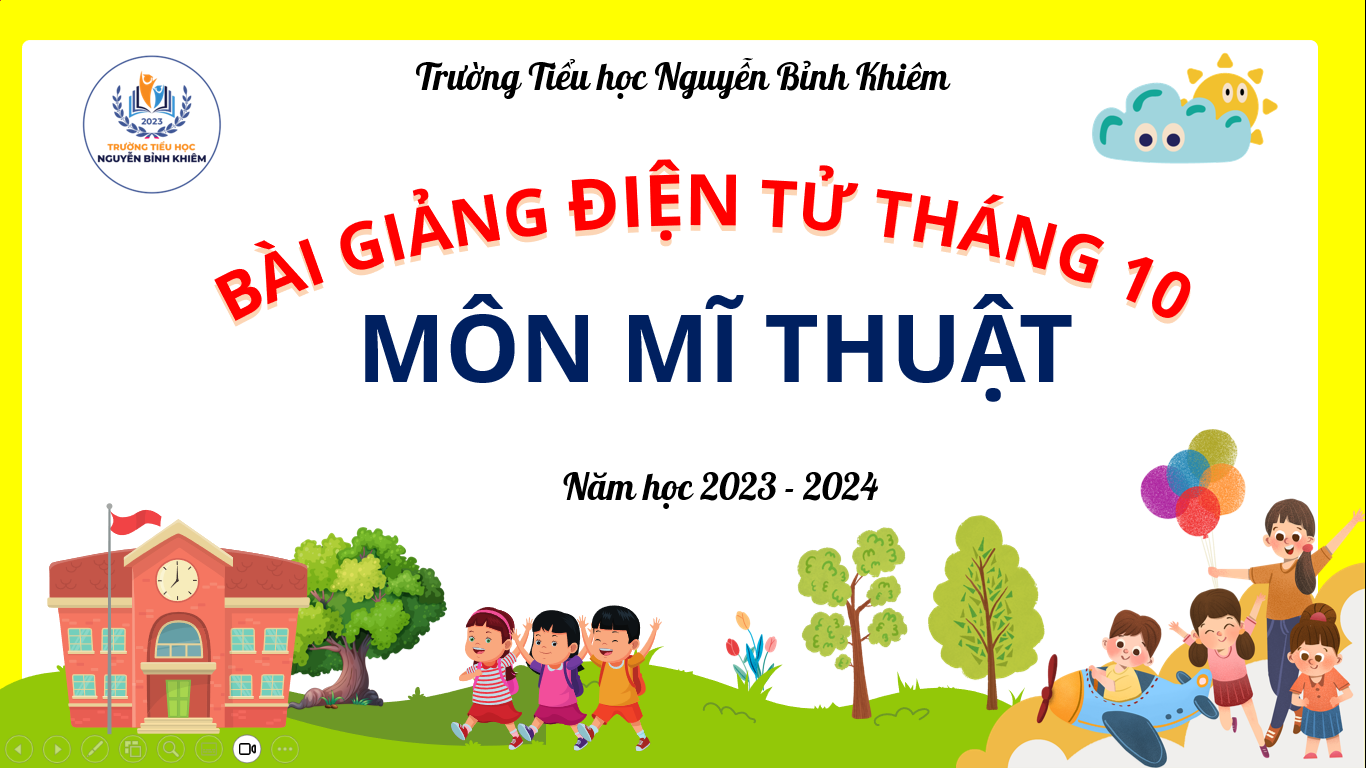 Trường Tiểu học Nguyễn Bỉnh Khiêm
2023
TRƯỜNG TIỂU HỌC
NGUYỄN BỈNH KHIÊM
BÀI GIẢNG ĐIỆN TỬ THÁNG 10
MÔN MĨ THUẬT
Năm học 2023 - 2024